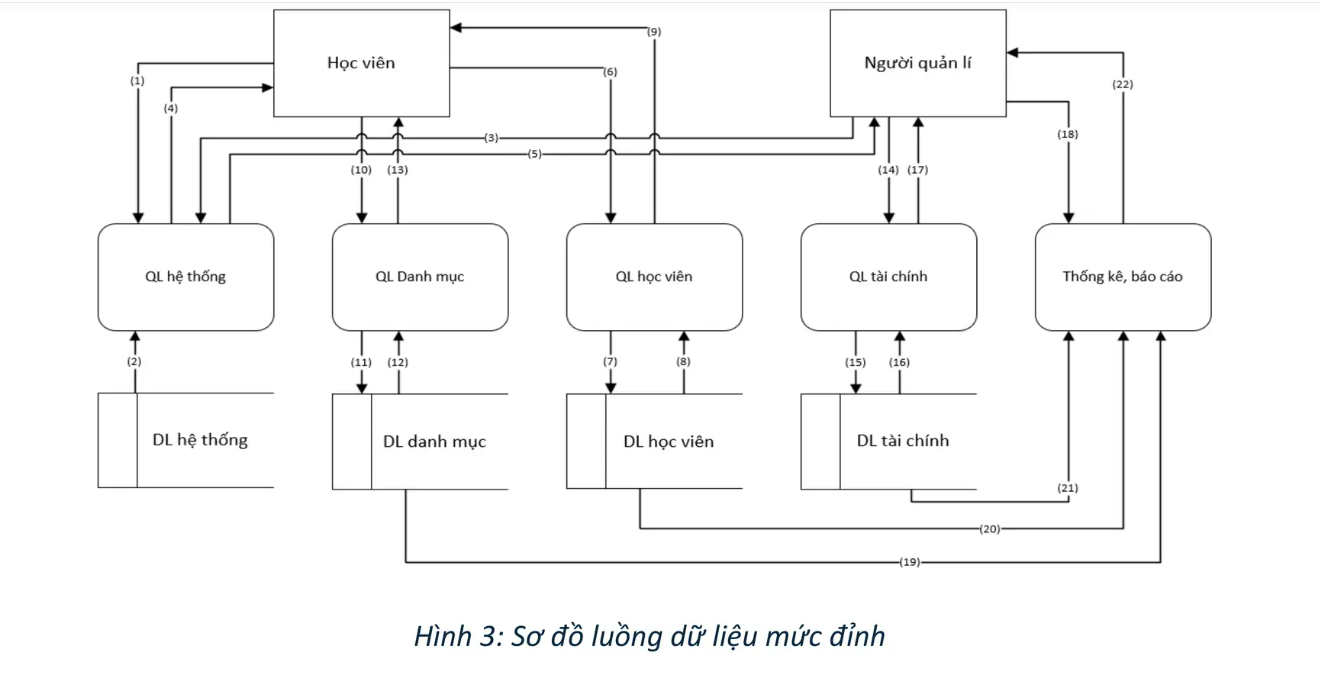 Học viên
Người quản lí
(9)
(6)
(1)
(4)
(22)
(3)
(18)
(5)
(10)
(13)
(14)
(17)
QL hệ thống
QL Danh mục
QL học viên
QL tài chính
Thống kê, báo cáo
(2)
(11)
(12)
(7)
(8)
(15)
(16)
DL hệ thống
DL danh mục
DL học viên
DL tài chính
(21)
(20)
(19)
Hình 3: Sơ đồ luồng dữ liệu mức đỉnh